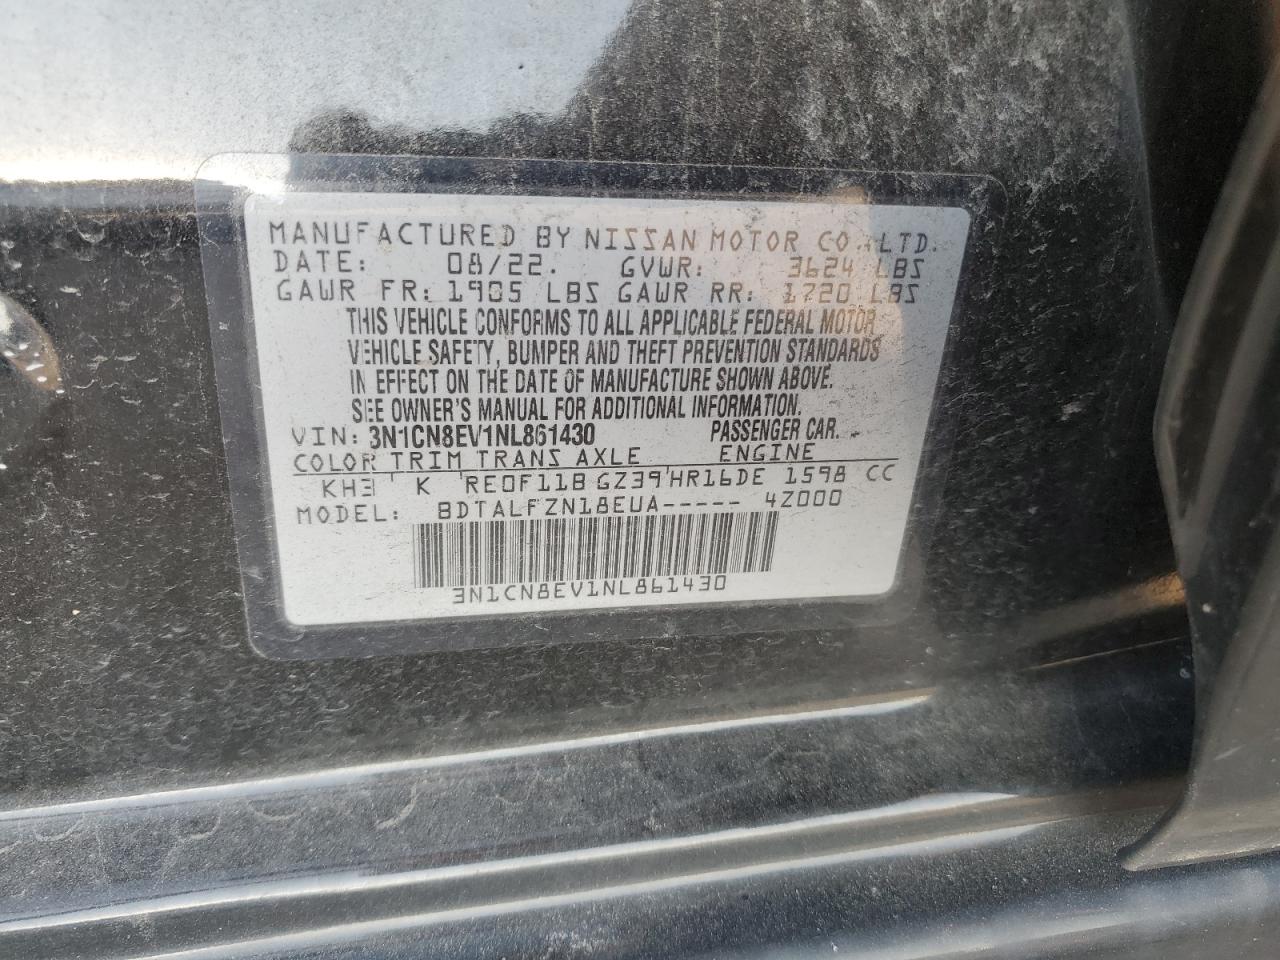 MANUFACTURED BY NISSAN MOTOR CO., LTD.
DATE: 08/22. GVWR: 3624 LBS
GAWR FR: 1905 LBS GAWR RR: 1720 LBS
THIS VEHICLE CONFORMS TO ALL APPLICABLE FEDERAL MOTOR
VEHICLE SAFETY, BUMPER AND THEFT PREVENTION STANDARDS
IN EFFECT ON THE DATE OF MANUFACTURE SHOWN ABOVE.
SEE OWNER'S MANUAL FOR ADDITIONAL INFORMATION.
VIN: 3N1CN8EV1NL861430 PASSENGER CAR.
COLOR TRIM TRANS AXLE ENGINE
KH3 K RE0F11B GZ39 HR16DE 1598 CC
MODEL: BDTALFZN18EUA----- 4Z000
3N1CN8EV1NL861430